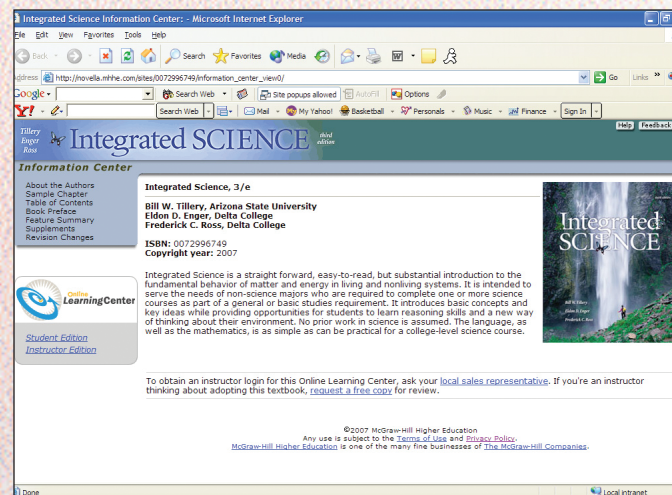 Integrated Science Information Center: - Microsoft Internet Explorer
File Edit View Favorites Tools Help
Back Search Favorites Media
Address http://novella.mhhe.com/sites/0072996749/information_center_view0/ Go Links »
Google Search Web Site popups allowed AutoFill Options
Y! Search Web Mail My Yahoo! Basketball Personals Music Finance Sign In
Help Feedback
Tillery
Enger
Ross
Integrated SCIENCE third edition
Information Center
About the Authors
Sample Chapter
Table of Contents
Book Preface
Feature Summary
Supplements
Revision Changes
Online
LearningCenter
Student Edition
Instructor Edition
Integrated Science, 3/e
Bill W. Tillery, Arizona State University
Eldon D. Enger, Delta College
Frederick C. Ross, Delta College
ISBN: 0072996749
Copyright year: 2007
Integrated Science is a straight forward, easy-to-read, but substantial introduction to the
fundamental behavior of matter and energy in living and nonliving systems. It is intended to
serve the needs of non-science majors who are required to complete one or more science
courses as part of a general or basic studies requirement. It introduces basic concepts and
key ideas while providing opportunities for students to learn reasoning skills and a new way
of thinking about their environment. No prior work in science is assumed. The language, as
well as the mathematics, is as simple as can be practical for a college-level science course.
Integrated
SCIENCE
Bill W. Tillery
Eldon D. Enger
Frederick C. Ross
To obtain an instructor login for this Online Learning Center, ask your local sales representative. If you're an instructor
thinking about adopting this textbook, request a free copy for review.
©2007 McGraw-Hill Higher Education
Any use is subject to the Terms of Use and Privacy Policy.
McGraw-Hill Higher Education is one of the many fine businesses of The McGraw-Hill Companies.
Done Local intranet